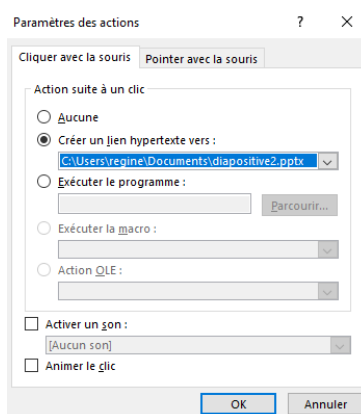 Paramètres des actions ? ×
Cliquer avec la souris Pointer avec la souris
Action suite à un clic
Aucune
Créer un lien hypertexte vers :
C:\Users\regine\Documents\diapositive2.pptx
Exécuter le programme :
Parcourir...
Exécuter la macro :
Action OLE :
Activer un son :
[Aucun son]
Animer le clic
OK Annuler